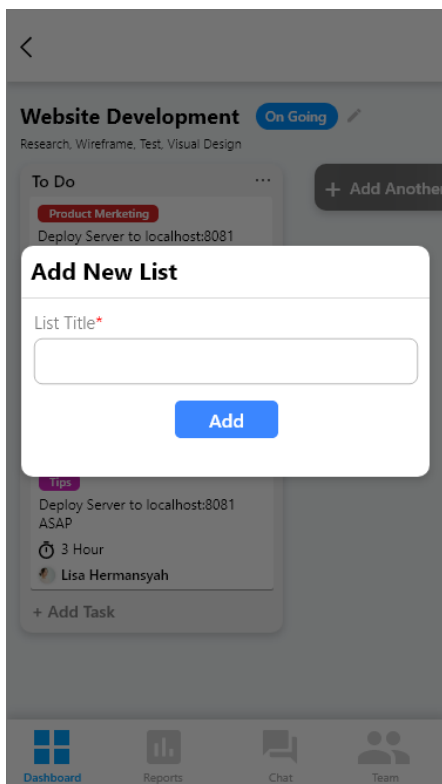 Website Development On Going
Research, Wireframe, Test, Visual Design
To Do ...
+ Add Another
Product Merketing
Deploy Server to localhost:8081
Add New List
List Title*
Add
Tips
Deploy Server to localhost:8081
ASAP
3 Hour
Lisa Hermansyah
+ Add Task
Dashboard Reports Chat Team